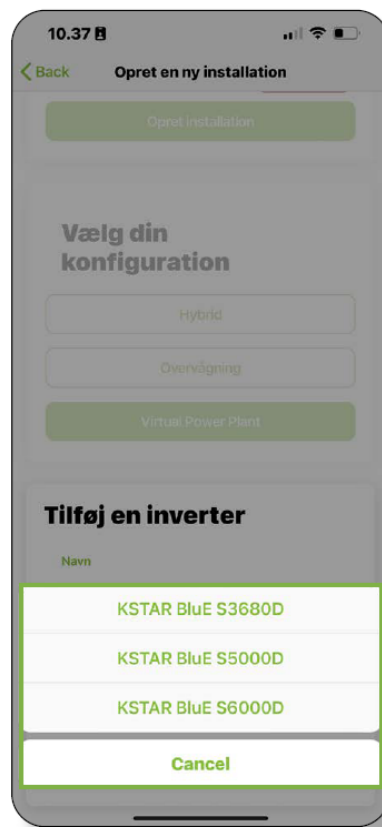 10.37
Back
Opret en ny installation
Opret installation
Vælg din
konfiguration
Hybrid
Overvågning
Virtual Power Plant
Tilføj en inverter
Navn
KSTAR BluE S3680D
KSTAR BluE S5000D
KSTAR BluE S6000D
Cancel